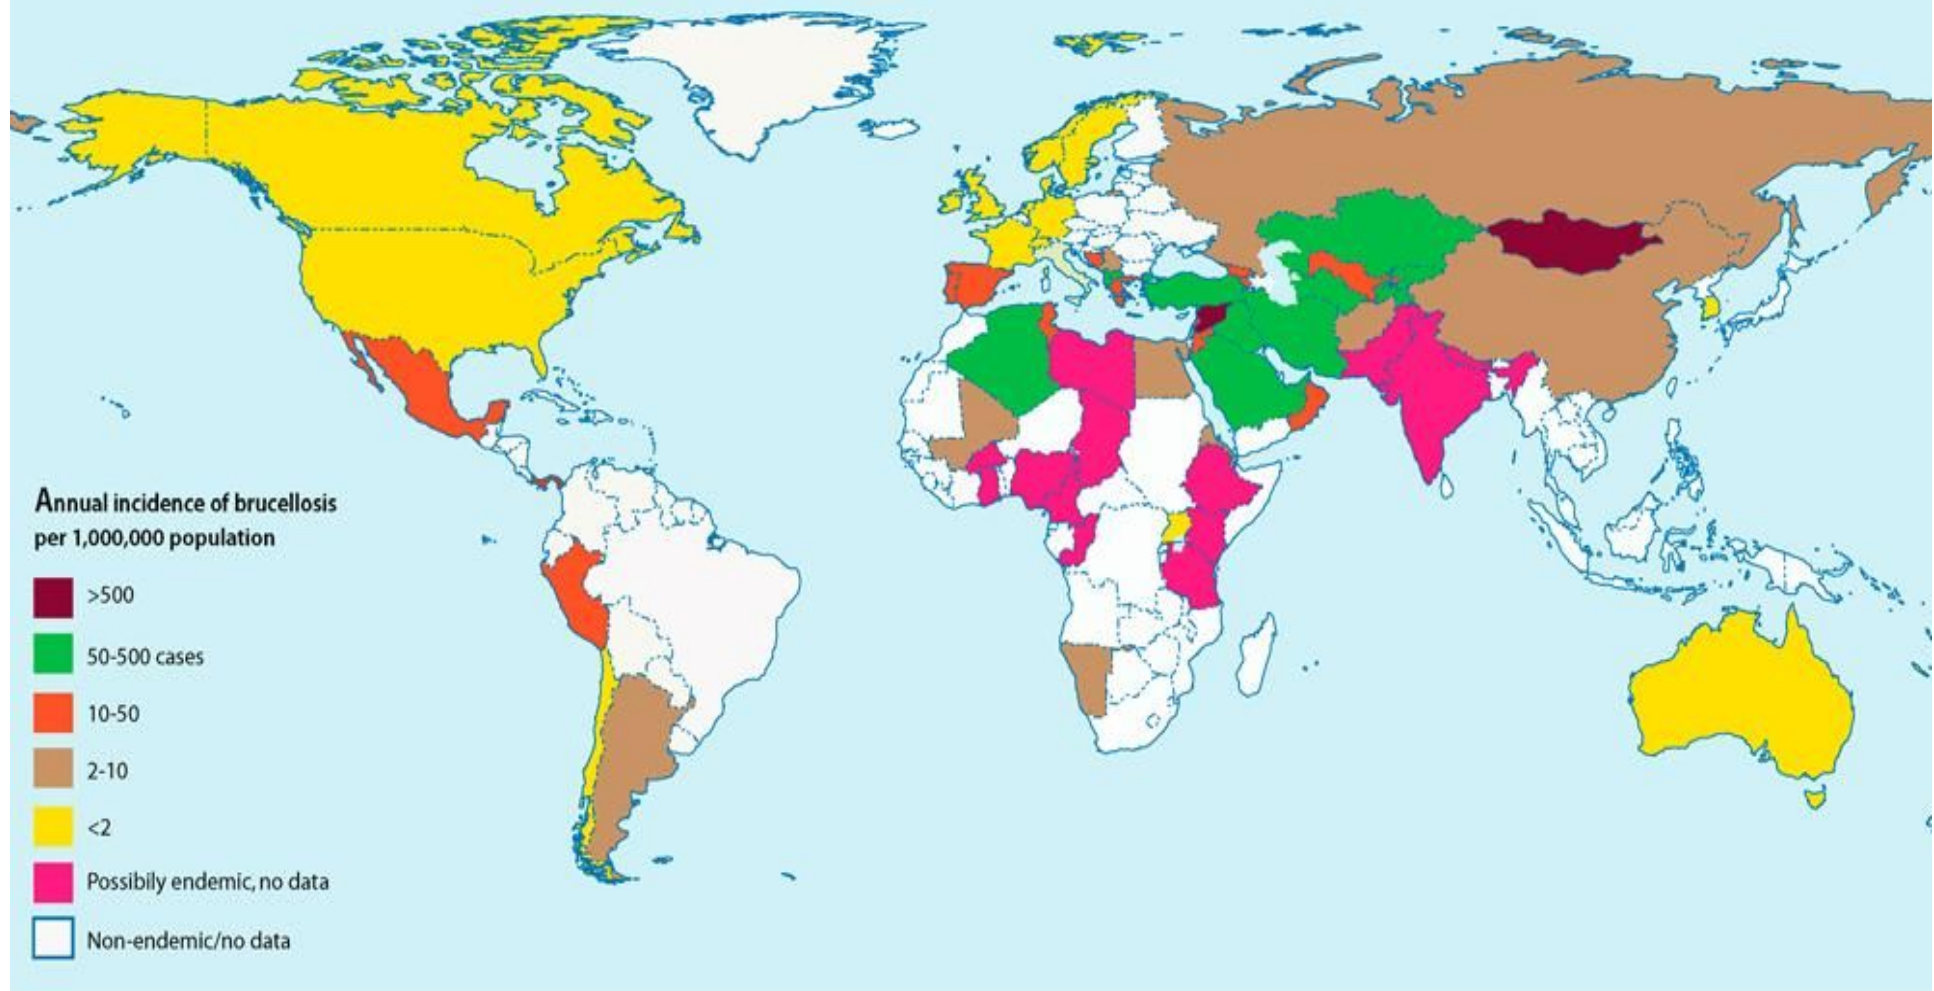 Annual incidence of brucellosis
per 1,000,000 population
>500
50-500 cases
10-50
2-10
<2
Possibily endemic, no data
Non-endemic/no data